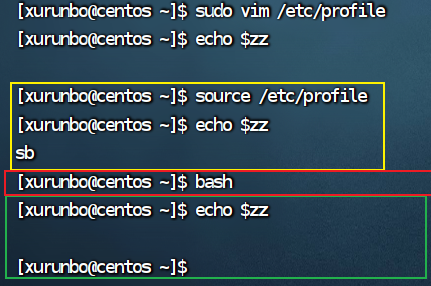 [xurunbo@centos ~]$ sudo vim /etc/profile
[xurunbo@centos ~]$ echo $zz
[xurunbo@centos ~]$ source /etc/profile
[xurunbo@centos ~]$ echo $zz
sb
[xurunbo@centos ~]$ bash
[xurunbo@centos ~]$ echo $zz
[xurunbo@centos ~]$